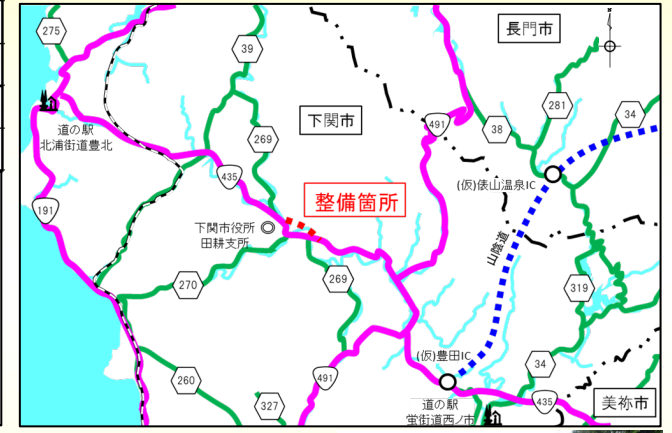 275
39
長門市
道の駅
北浦街道豊北
269
下関市
491
38
281
34
435
(仮)俵山温泉IC
191
整備箇所
下関市役所
田耕支所
山陰道
270
269
319
(仮)豊田IC
34
260
491
327
道の駅
蛍街道西ノ市
435
美祢市